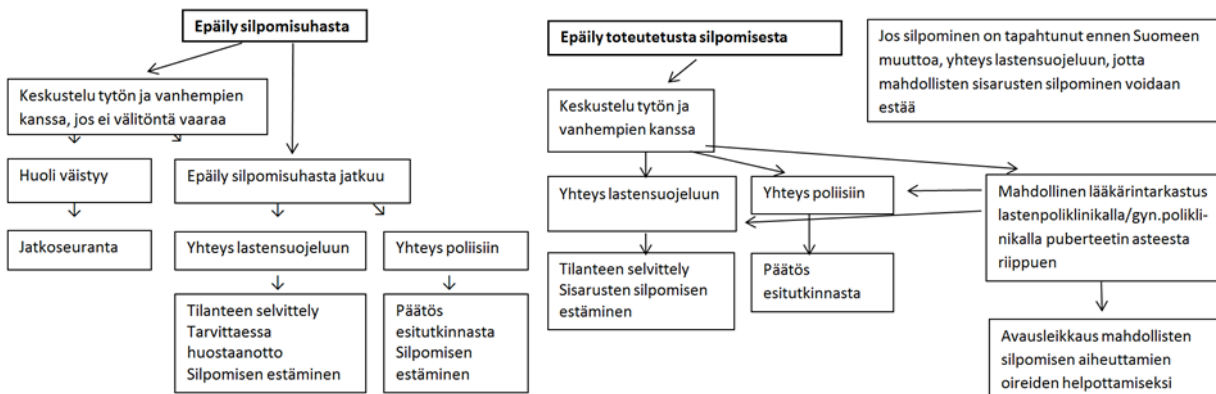 Epäily silpomisuhasta
Keskustelu tytön ja vanhempien
kanssa, jos ei välitöntä vaaraa
Huoli väistyy
Epäily silpomisuhasta jatkuu
Jatkoseuranta
Yhteys lastensuojeluun
Yhteys poliisiin
Tilanteen selvittely
Tarvittaessa
huostaanotto
Silpomisen estäminen
Päätös
esitutkinnasta
Silpomisen
estäminen
Epäily toteutetusta silpomisesta
Keskustelu tytön ja
vanhempien kanssa
Yhteys lastensuojeluun
Yhteys poliisiin
Tilanteen selvittely
Sisarusten silpomisen
estäminen
Päätös
esitutkinnasta
Jos silpominen on tapahtunut ennen Suomeen
muuttoa, yhteys lastensuojeluun, jotta
mahdollisten sisarusten silpominen voidaan
estää
Mahdollinen lääkärintarkastus
lastenpoliklinikalla/gyn.polikli-
nikalla puberteetin asteesta
riippuen
Avausleikkaus mahdollisten
silpomisen aiheuttamien
oireiden helpottamiseksi